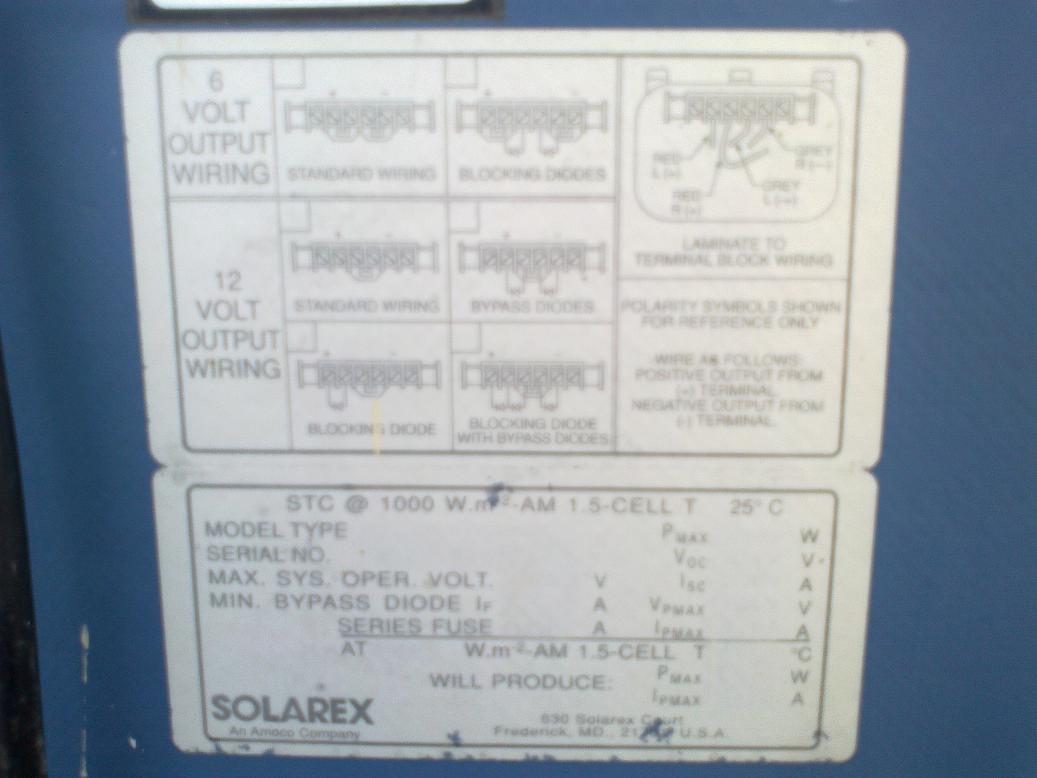 6
VOLT
OUTPUT
WIRING
STANDARD WIRING
BLOCKING DIODES
RED
L (+)
RED
R (+)
GREY
R (-)
GREY
LAMINATE TO
TERMINAL BLOCK WIRING
12
VOLT
OUTPUT
WIRING
STANDARD WIRING
BYPASS DIODES
BLOCKING DIODE
BLOCKING DIODE
WITH BYPASS DIODES
POLARITY SYMBOLS SHOWN
FOR REFERENCE ONLY
WIRE AS FOLLOWS:
POSITIVE OUTPUT FROM
(+) TERMINAL
NEGATIVE OUTPUT FROM
(-) TERMINAL
STC @ 1000 W.m-2-AM 1.5-CELL T 25° C
MODEL TYPE PMAX W
SERIAL NO. VOC V
MAX. SYS. OPER. VOLT. V ISC A
MIN. BYPASS DIODE IF A VPMAX V
SERIES FUSE A IPMAX A
AT W.m-2-AM 1.5-CELL T °C
WILL PRODUCE: PMAX W
IPMAX A
SOLAREX
An Amoco Company
630 Solarex Court
Frederick, MD., U.S.A.